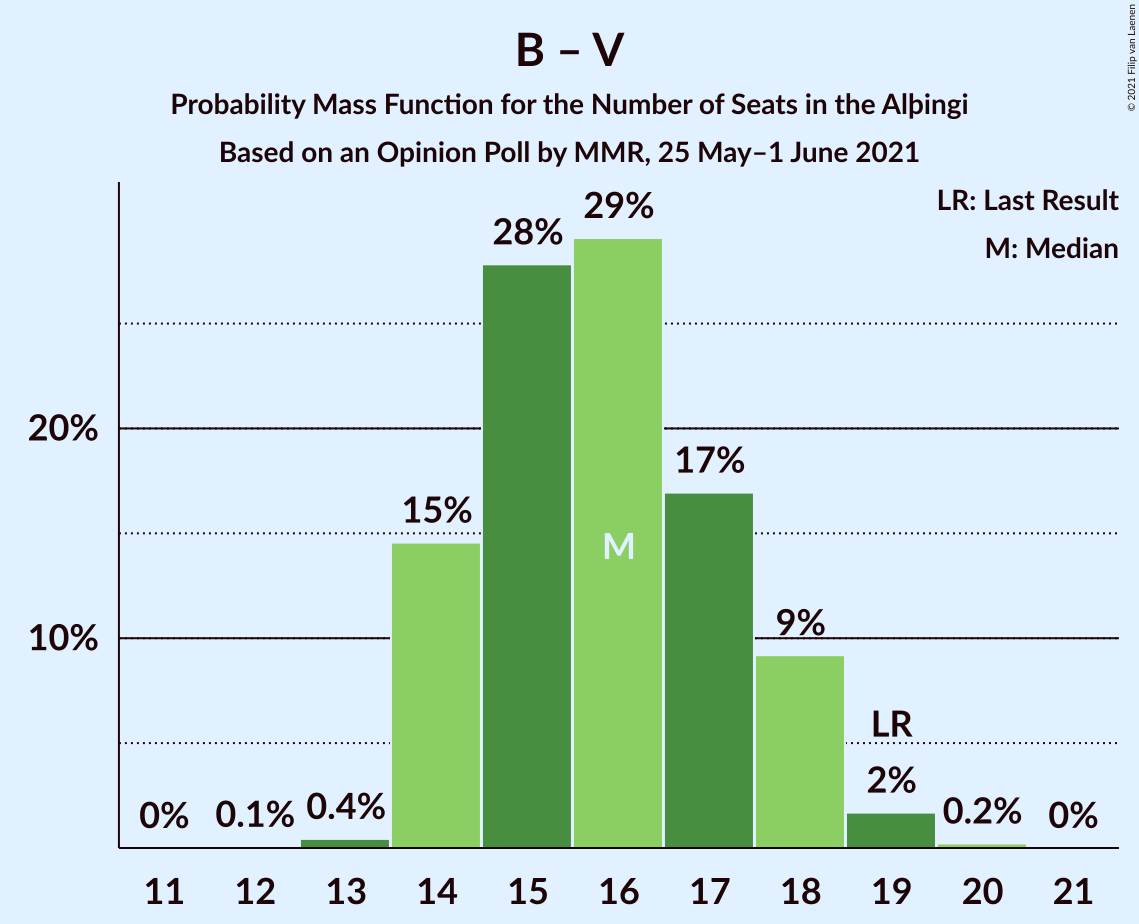 B – V
Probability Mass Function for the Number of Seats in the Alþingi
Based on an Opinion Poll by MMR, 25 May–1 June 2021
© 2021 Filip van Laenen
LR: Last Result
M: Median
29%
28%
20%
17%
15%
M
10%
9%
LR
2%
0% 0.1% 0.4% 0.2% 0%
11 12 13 14 15 16 17 18 19 20 21